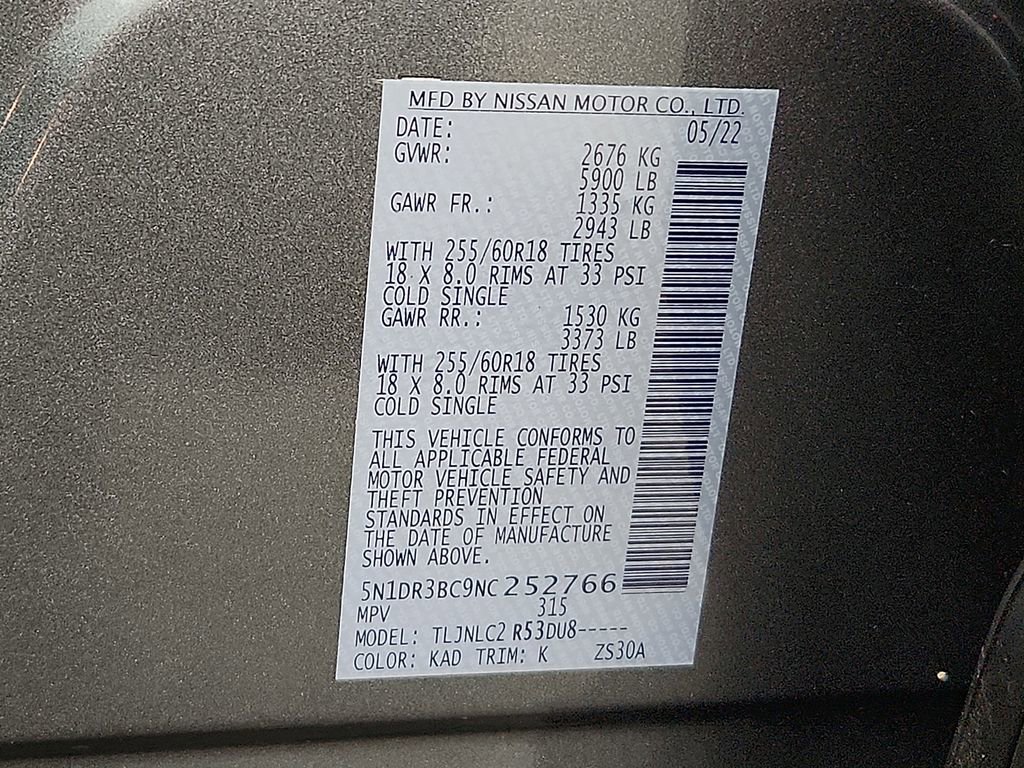 MFD BY NISSAN MOTOR CO., LTD.
DATE: 05/22
GVWR: 2676 KG
5900 LB
GAWR FR.: 1335 KG
2943 LB
WITH 255/60R18 TIRES
18 X 8.0 RIMS AT 33 PSI
COLD SINGLE
GAWR RR.: 1530 KG
3373 LB
WITH 255/60R18 TIRES
18 X 8.0 RIMS AT 33 PSI
COLD SINGLE
THIS VEHICLE CONFORMS TO
ALL APPLICABLE FEDERAL
MOTOR VEHICLE SAFETY AND
THEFT PREVENTION
STANDARDS IN EFFECT ON
THE DATE OF MANUFACTURE
SHOWN ABOVE.
5N1DR3BC9NC252766
MPV 315
MODEL: TLJNLC2 R53DU8-----
COLOR: KAD TRIM: K ZS30A